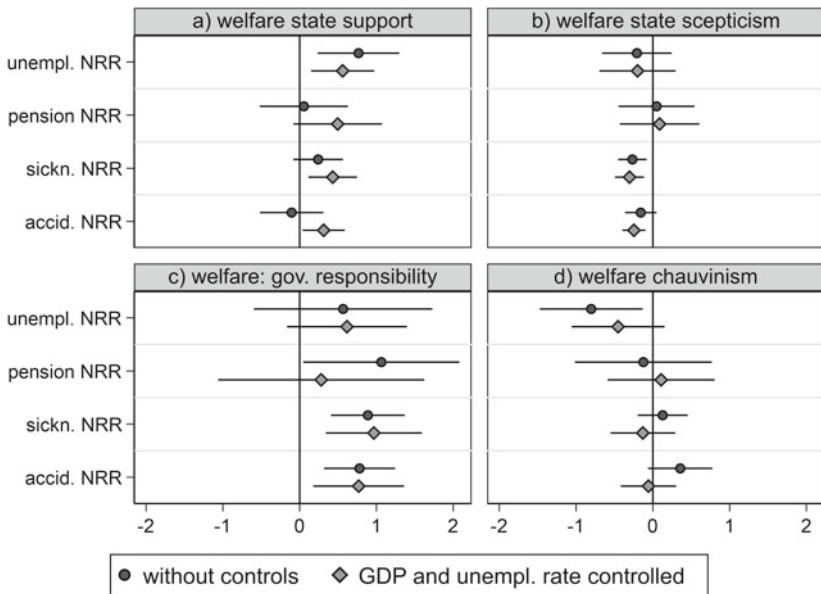 a) welfare state support
b) welfare state scepticism
unempl. NRR
pension NRR
sickn. NRR
accid. NRR
c) welfare: gov. responsibility
d) welfare chauvinism
unempl. NRR
pension NRR
sickn. NRR
accid. NRR
-2 -1 0 1 2
-2 -1 0 1 2
without controls
GDP and unempl. rate controlled